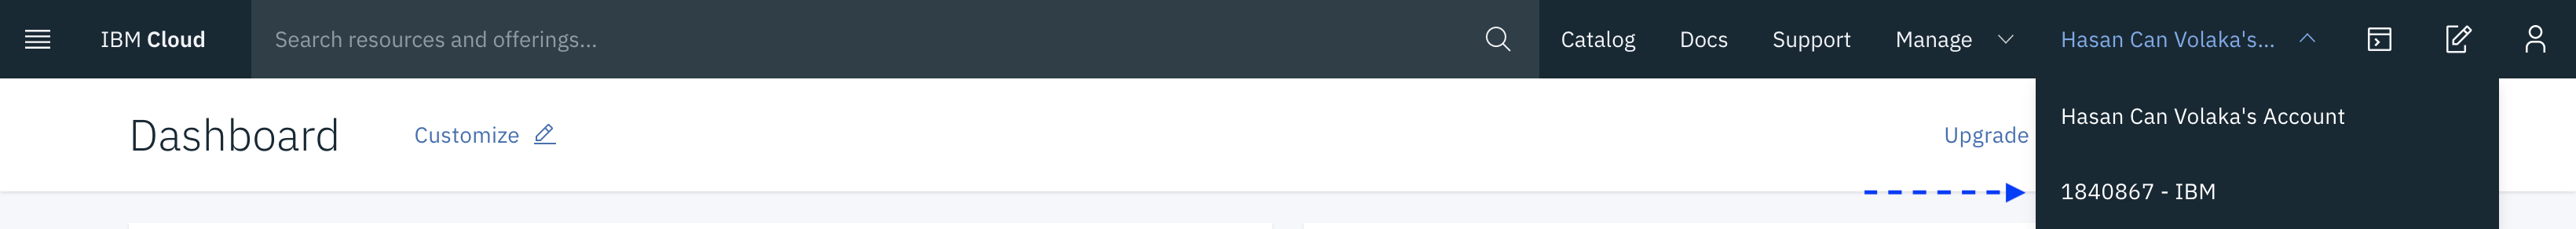 IBM Cloud Search resources and offerings... Catalog Docs Support Manage Hasan Can Volaka's...
Hasan Can Volaka's Account
Dashboard Customize Upgrade
1840867 - IBM